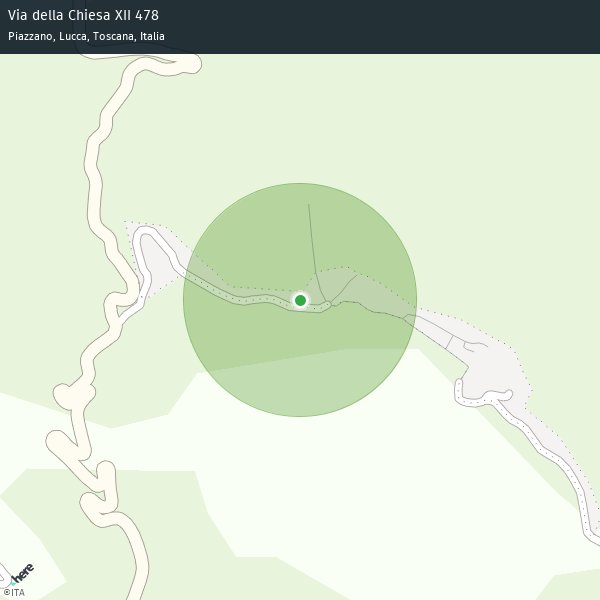 Via della Chiesa XII 478
Piazzano, Lucca, Toscana, Italia
here
©ITA